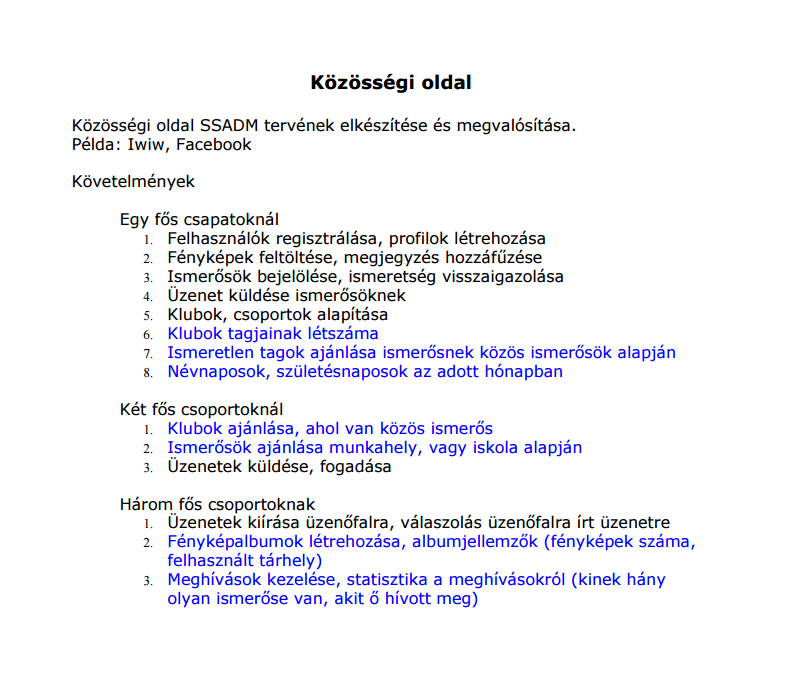 Közösségi oldal
Közösségi oldal SSADM tervének elkészítése és megvalósítása.
Példa: Iwiw, Facebook
Követelmények
Egy fős csapatoknál
1. Felhasználók regisztrálása, profilok létrehozása
2. Fényképek feltöltése, megjegyzés hozzáfűzése
3. Ismerősök bejelölése, ismeretség visszaigazolása
4. Üzenet küldése ismerősöknek
5. Klubok, csoportok alapítása
6. Klubok tagjainak létszáma
7. Ismeretlen tagok ajánlása ismerősnek közös ismerősök alapján
8. Névnaposok, születésnaposok az adott hónapban
Két fős csoportoknál
1. Klubok ajánlása, ahol van közös ismerős
2. Ismerősök ajánlása munkahely, vagy iskola alapján
3. Üzenetek küldése, fogadása
Három fős csoportoknak
1. Üzenetek kiírása üzenőfalra, válaszolás üzenőfalra írt üzenetre
2. Fényképalbumok létrehozása, albumjellemzők (fényképek száma,
felhasznált tárhely)
3. Meghívások kezelése, statisztika a meghívásokról (kinek hány
olyan ismerőse van, akit ő hívott meg)